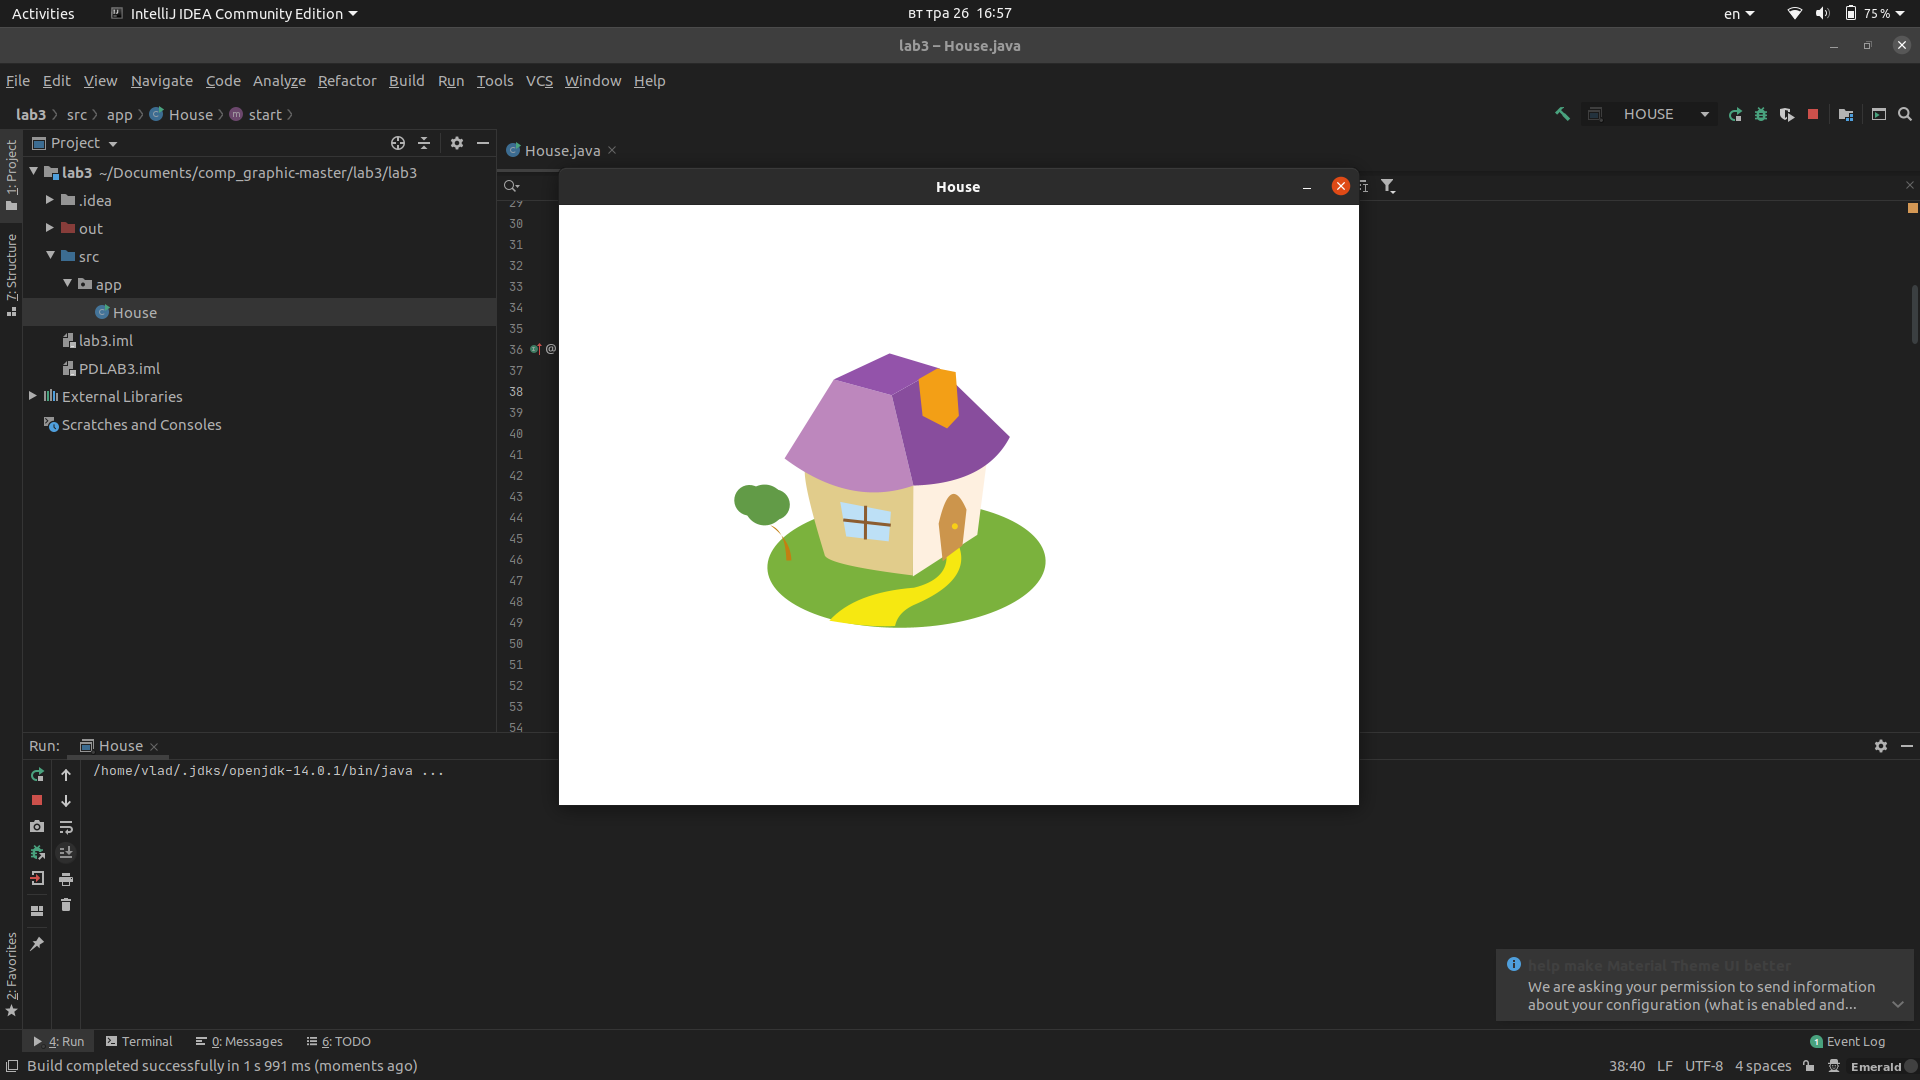 Activities IntelliJ IDEA Community Edition вт тра 26 16:57 en 75%
lab3 – House.java
File Edit View Navigate Code Analyze Refactor Build Run Tools VCS Window Help
lab3 src app House start HOUSE
1: Project
7: Structure
2: Favorites
Project
lab3 ~/Documents/comp_graphic-master/lab3/lab3
.idea
out
src
app
House
lab3.iml
PDLAB3.iml
External Libraries
Scratches and Consoles
House.java
House
29
30
31
32
33
34
35
36 @
37
38
39
40
41
42
43
44
45
46
47
48
49
50
51
52
53
54
Run: House
/home/vlad/.jdks/openjdk-14.0.1/bin/java ...
help make Material Theme UI better
We are asking your permission to send information
about your configuration (what is enabled and...
4: Run Terminal 0: Messages 6: TODO 1 Event Log
Build completed successfully in 1 s 991 ms (moments ago) 38:40 LF UTF-8 4 spaces Emerald